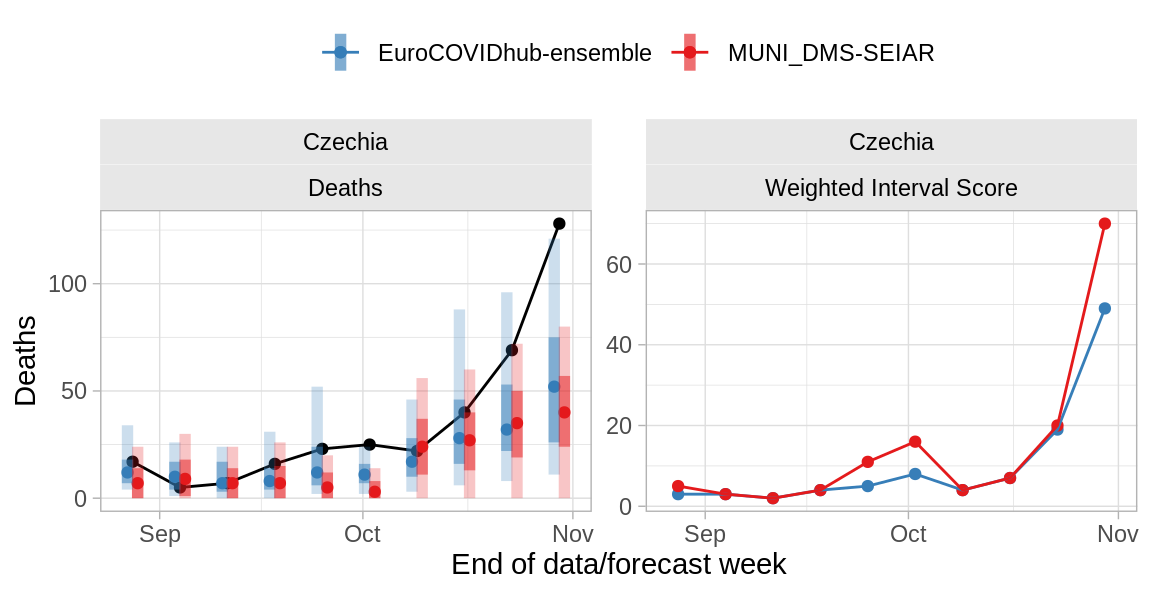 EuroCOVIDhub-ensemble MUNI_DMS-SEIAR
Czechia
Deaths
Czechia
Weighted Interval Score
Deaths
100
50
0
Sep Oct Nov
60
40
20
0
Sep Oct Nov
End of data/forecast week